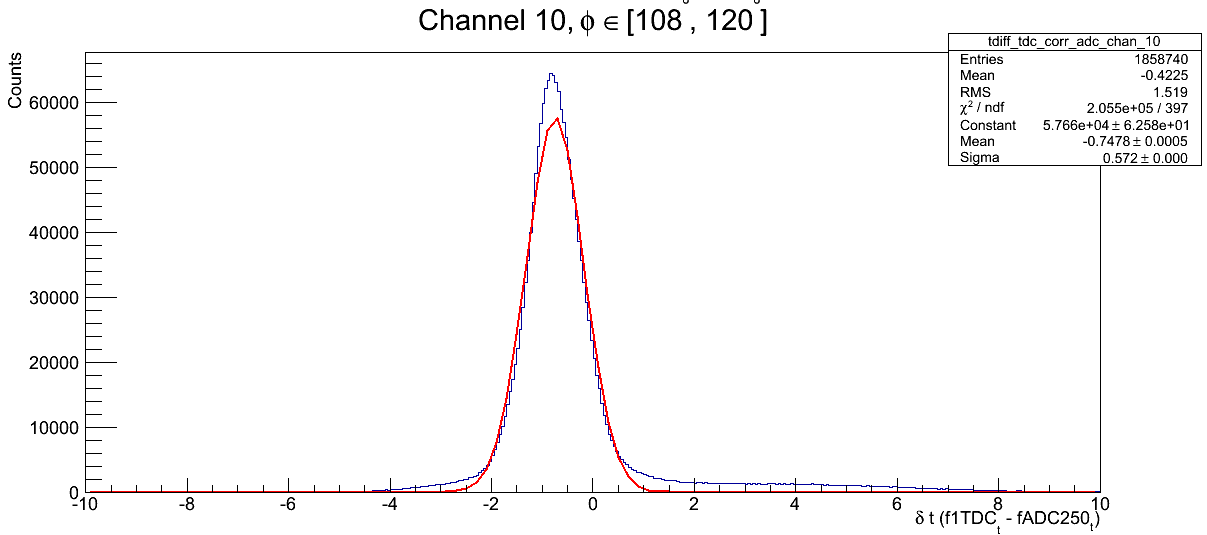 Channel 10, ϕ ∈ [108°, 120°]
tdiff_tdc_corr_adc_chan_10
Entries 1858740
Mean -0.4225
RMS 1.519
χ² / ndf 2.055e+05 / 397
Constant 5.766e+04 ± 6.258e+01
Mean -0.7478 ± 0.0005
Sigma 0.572 ± 0.000
Counts
60000
50000
40000
30000
20000
10000
0
-10 -8 -6 -4 -2 0 2 4 6 8 10
δ t (f1TDC_t - fADC250_t)